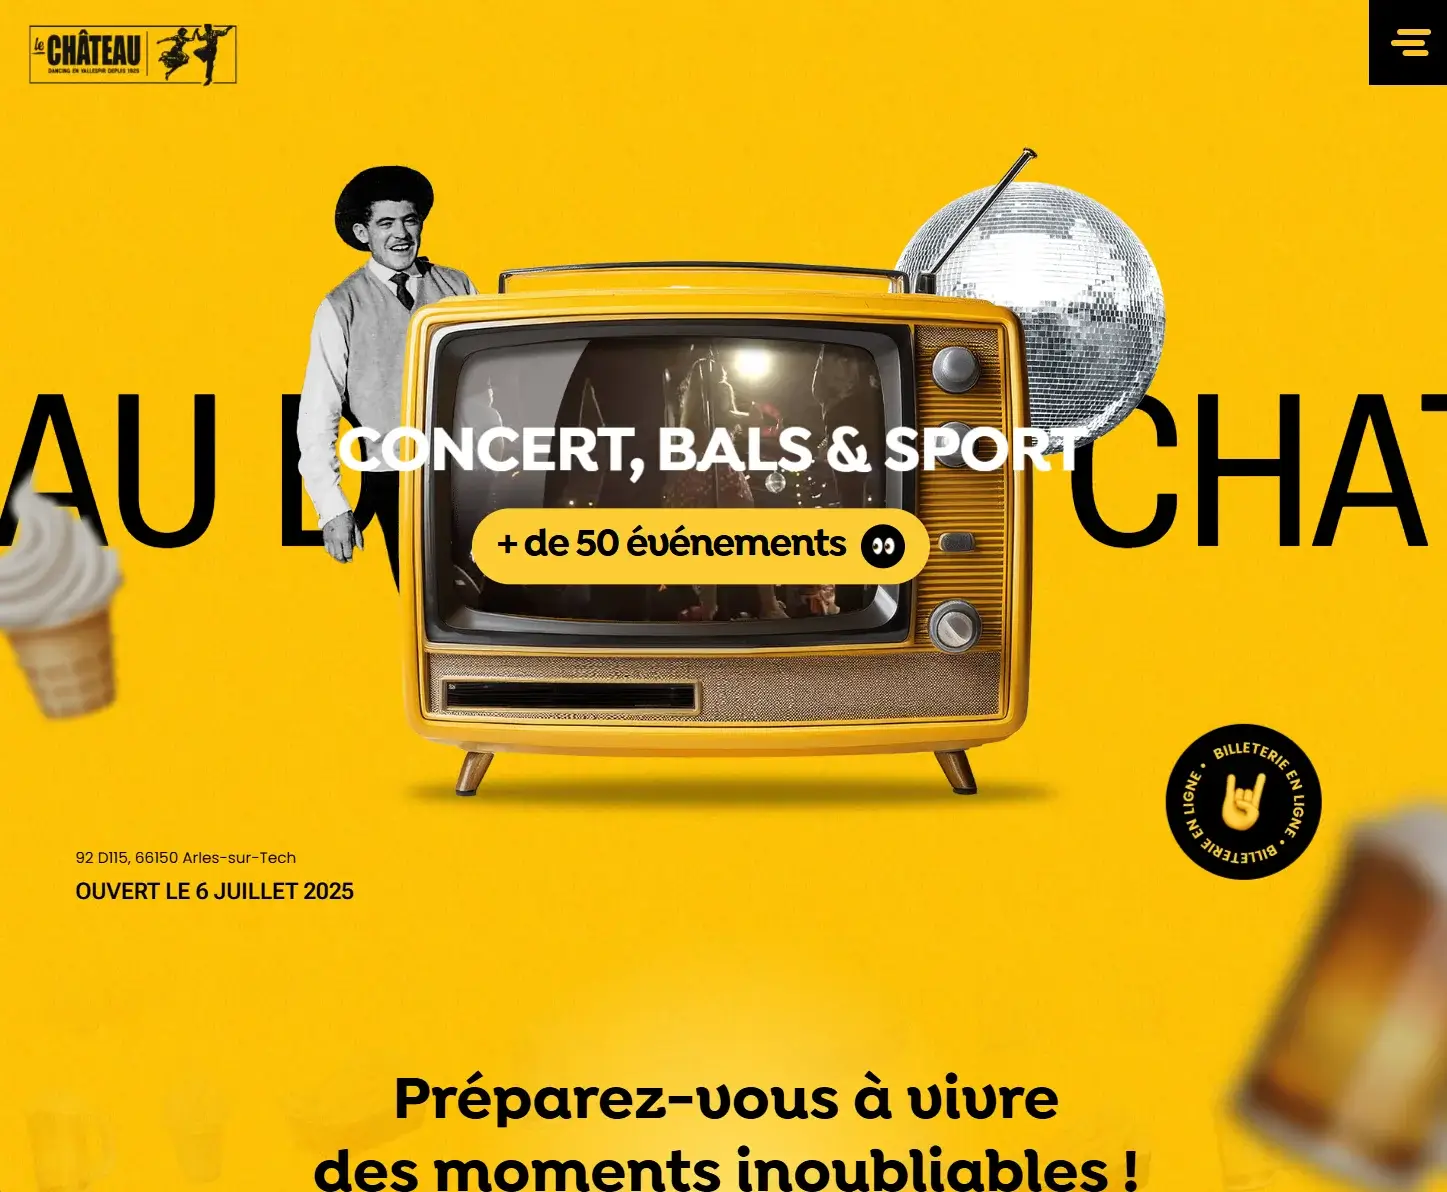 le CHÂTEAU
DANCING EN VALLESPIR DEPUIS 1925
AU D CHAT
CONCERT, BALS & SPORT
+ de 50 événements
BILLETERIE EN LIGNE • BILLETERIE EN LIGNE •
92 D115, 66150 Arles-sur-Tech
OUVERT LE 6 JUILLET 2025
Préparez-vous à vivre
des moments inoubliables !